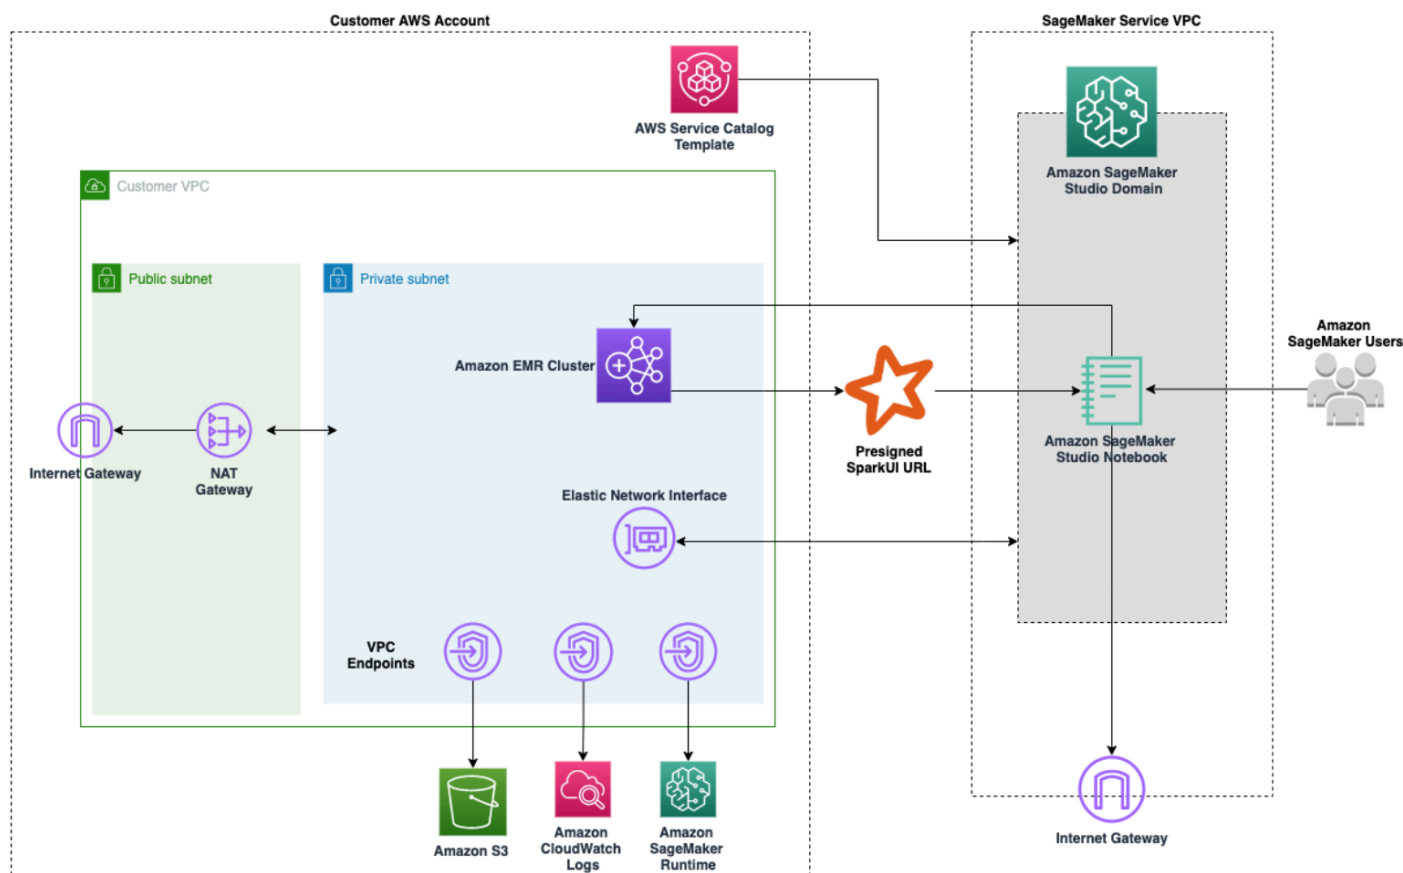 Customer AWS Account
SageMaker Service VPC
AWS Service Catalog
Template
Amazon SageMaker
Studio Domain
Customer VPC
Public subnet
Private subnet
Amazon
SageMaker Users
Amazon EMR Cluster
Presigned
SparkUI URL
Amazon SageMaker
Studio Notebook
Internet Gateway
NAT
Gateway
Elastic Network Interface
VPC
Endpoints
Amazon S3
Amazon
CloudWatch
Logs
Amazon
SageMaker
Runtime
Internet Gateway